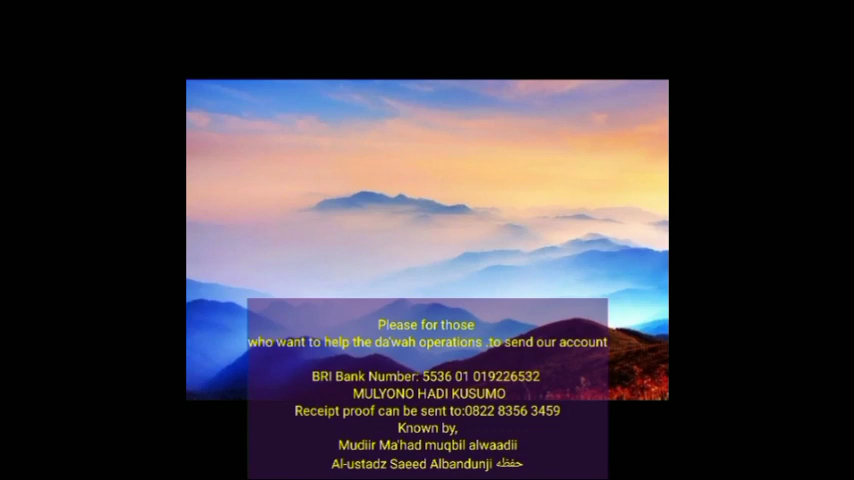 Please for those
who want to help the da'wah operations .to send our account
BRI Bank Number: 5536 01 019226532
MULYONO HADI KUSUMO
Receipt proof can be sent to:0822 8356 3459
Known by,
Mudiir Ma'had muqbil alwaadii
Al-ustadz Saeed Albandunji حفظه